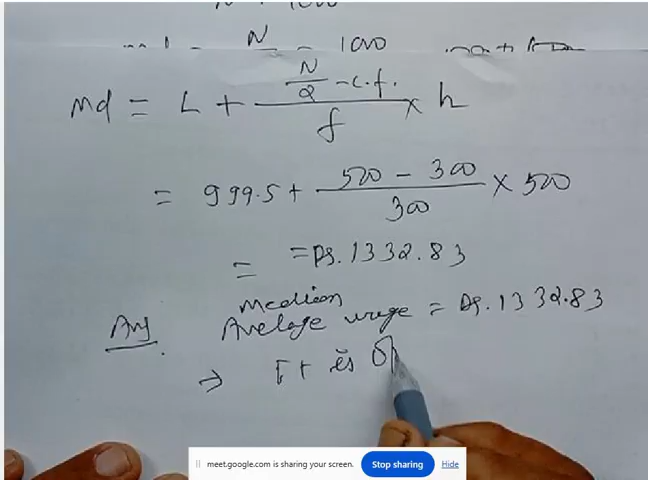 N = 1000
N = 1000
Md = L + N/2 - c.f. / f × h
= 999.5 + 500 - 300 / 300 × 500
= = Rs. 1332.83
Median
Ans. Average wage = Rs. 1332.83
⇒ It is
meet.google.com is sharing your screen. Stop sharing Hide